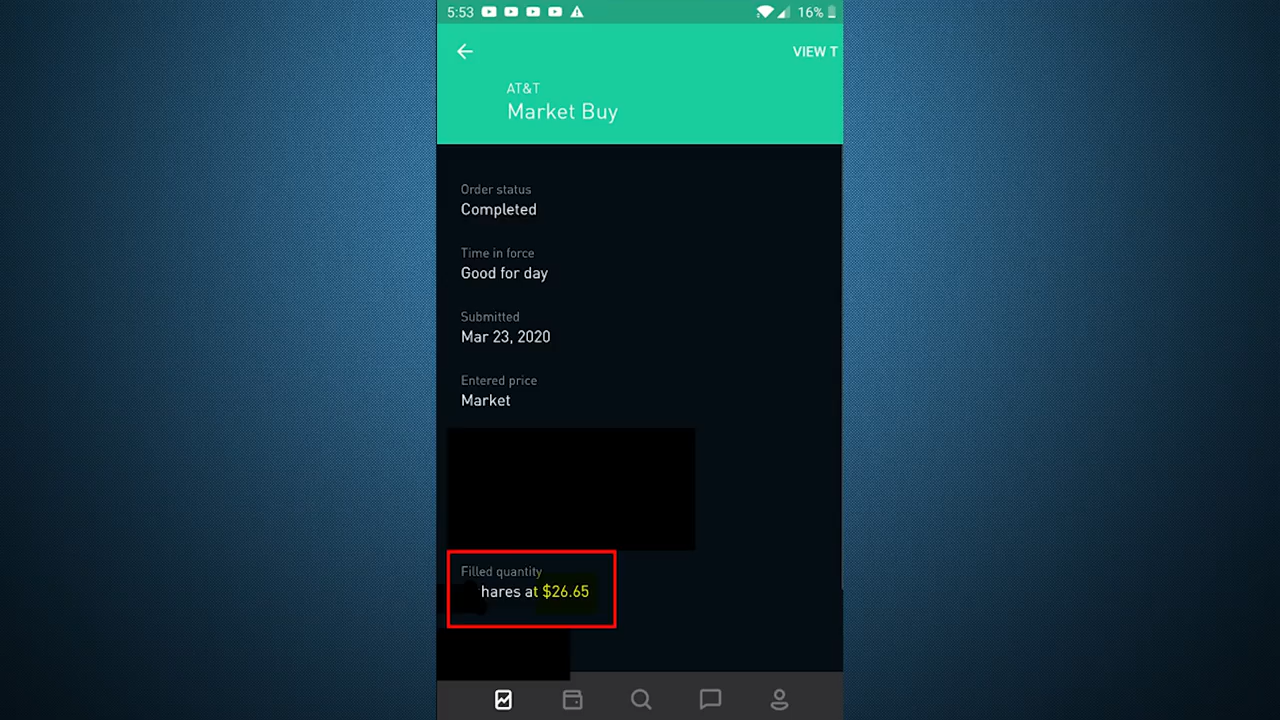 5:53
16%
VIEW T
AT&T
Market Buy
Order status
Completed
Time in force
Good for day
Submitted
Mar 23, 2020
Entered price
Market
Filled quantity
hares at $26.65